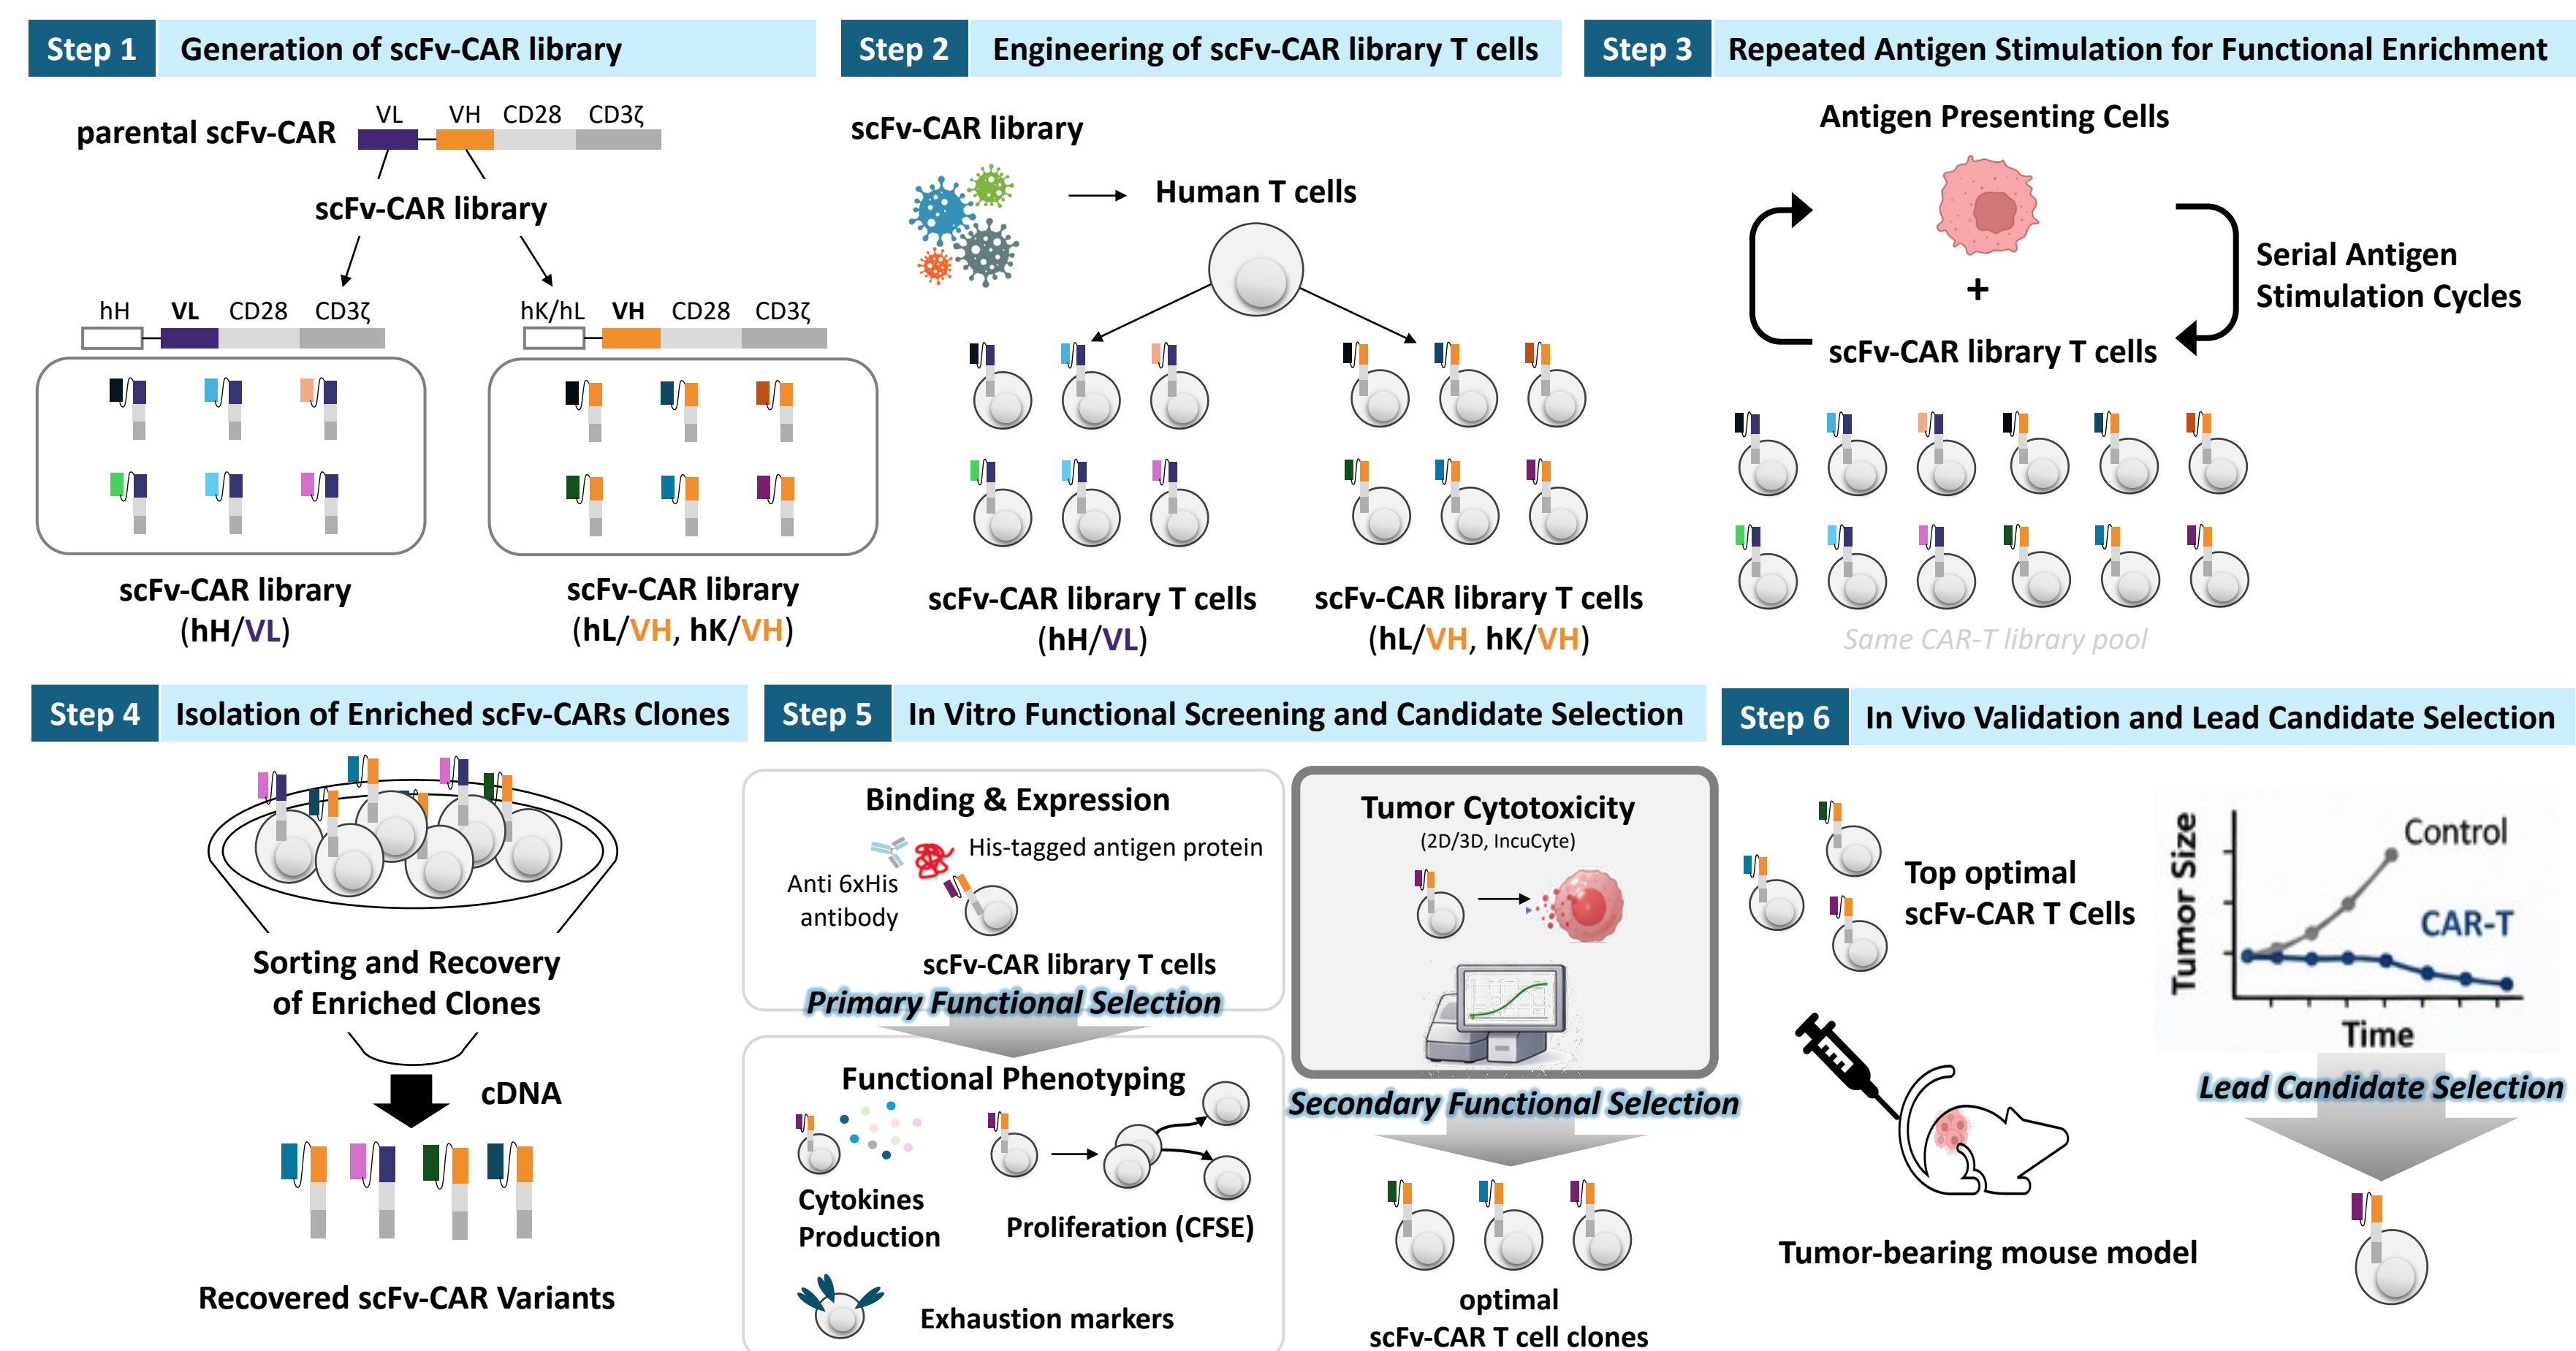 Step 1
Generation of scFv-CAR library
parental scFv-CAR
VL
VH
CD28
CD3ζ
scFv-CAR library
hH
VL
CD28
CD3ζ
hK/hL
VH
CD28
CD3ζ
scFv-CAR library
(hH/VL)
scFv-CAR library
(hL/VH, hK/VH)
Step 2
Engineering of scFv-CAR library T cells
scFv-CAR library
Human T cells
scFv-CAR library T cells
(hH/VL)
scFv-CAR library T cells
(hL/VH, hK/VH)
Step 3
Repeated Antigen Stimulation for Functional Enrichment
Antigen Presenting Cells
+
scFv-CAR library T cells
Serial Antigen
Stimulation Cycles
Same CAR-T library pool
Step 4
Isolation of Enriched scFv-CARs Clones
Sorting and Recovery
of Enriched Clones
cDNA
Recovered scFv-CAR Variants
Step 5
In Vitro Functional Screening and Candidate Selection
Binding & Expression
His-tagged antigen protein
Anti 6xHis
antibody
scFv-CAR library T cells
Primary Functional Selection
Functional Phenotyping
Cytokines
Production
Proliferation (CFSE)
Exhaustion markers
Tumor Cytotoxicity
(2D/3D, IncuCyte)
Secondary Functional Selection
optimal
scFv-CAR T cell clones
Step 6
In Vivo Validation and Lead Candidate Selection
Top optimal
scFv-CAR T Cells
Tumor-bearing mouse model
Tumor Size
Control
CAR-T
Time
Lead Candidate Selection